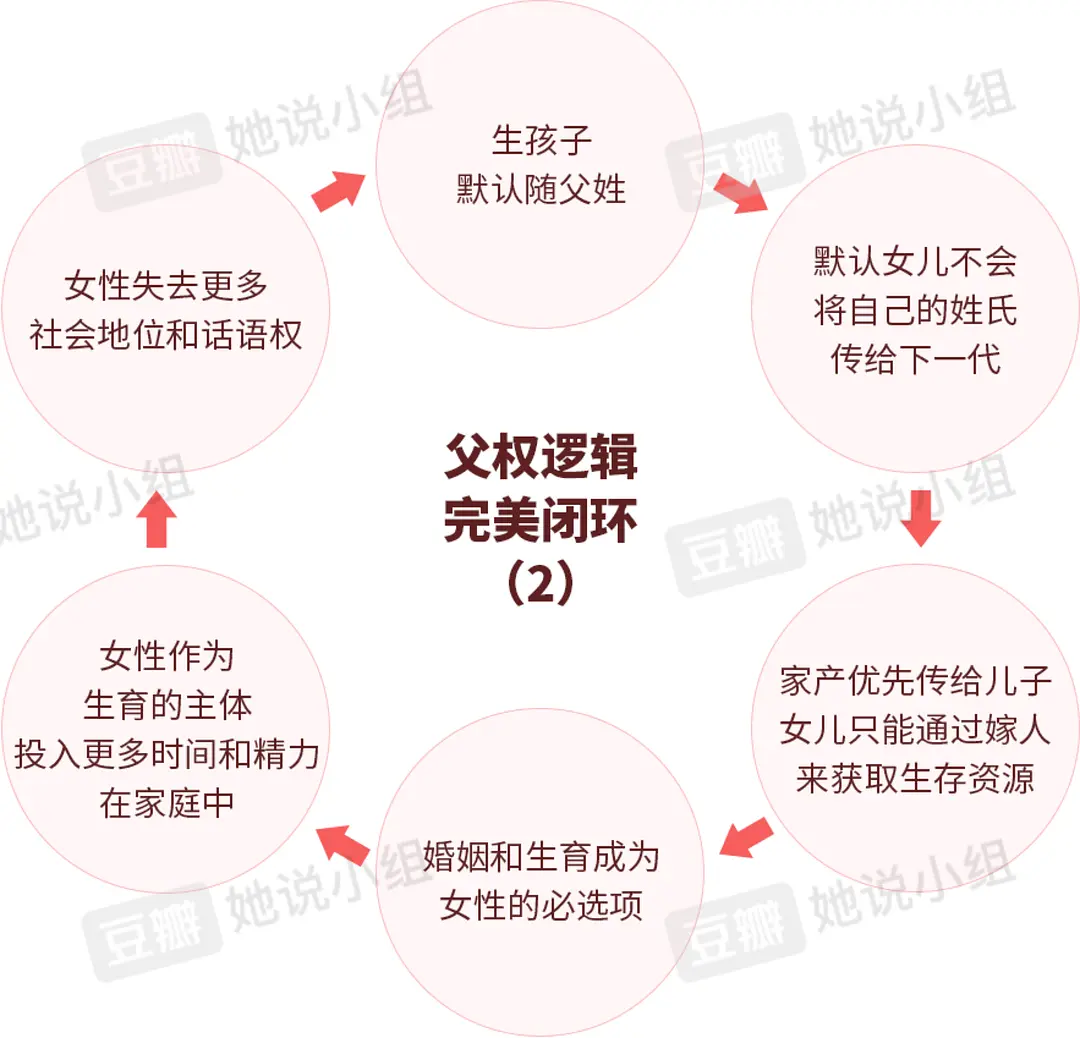 生孩子
默认随父姓
默认女儿不会
将自己的姓氏
传给下一代
家产优先传给儿子
女儿只能通过嫁人
来获取生存资源
婚姻和生育成为
女性的必选项
女性作为
生育的主体
投入更多时间和精力
在家庭中
女性失去更多
社会地位和话语权
父权逻辑
完美闭环
（2）
豆瓣 她说小组
豆瓣 她说小组
她说小组
豆瓣 她说小组
豆瓣 她说小组
豆瓣 她说小组